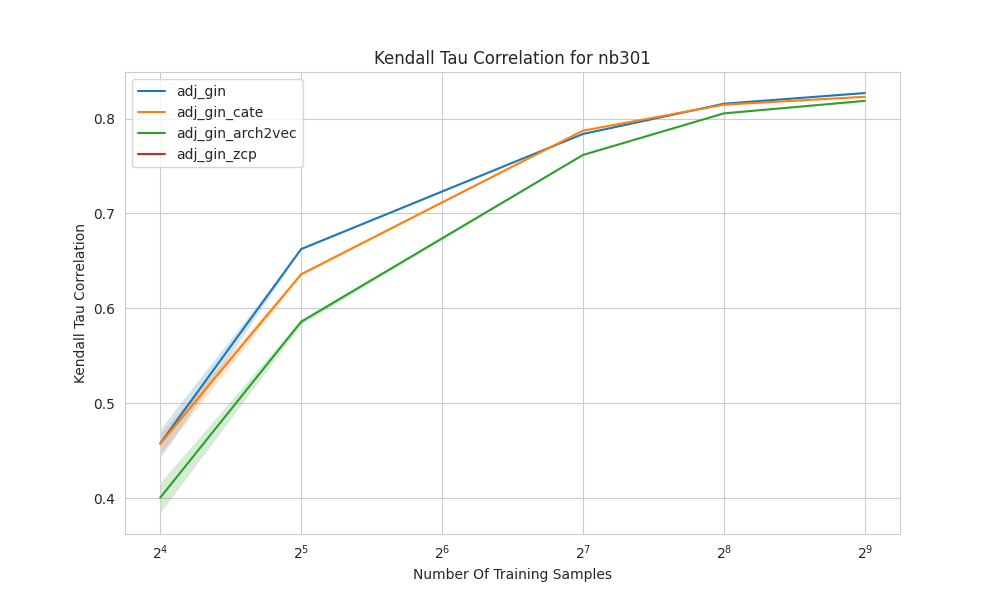 Kendall Tau Correlation for nb301
adj_gin
adj_gin_cate
adj_gin_arch2vec
adj_gin_zcp
0.8
0.7
0.6
0.5
0.4
Kendall Tau Correlation
2⁴ 2⁵ 2⁶ 2⁷ 2⁸ 2⁹
Number Of Training Samples